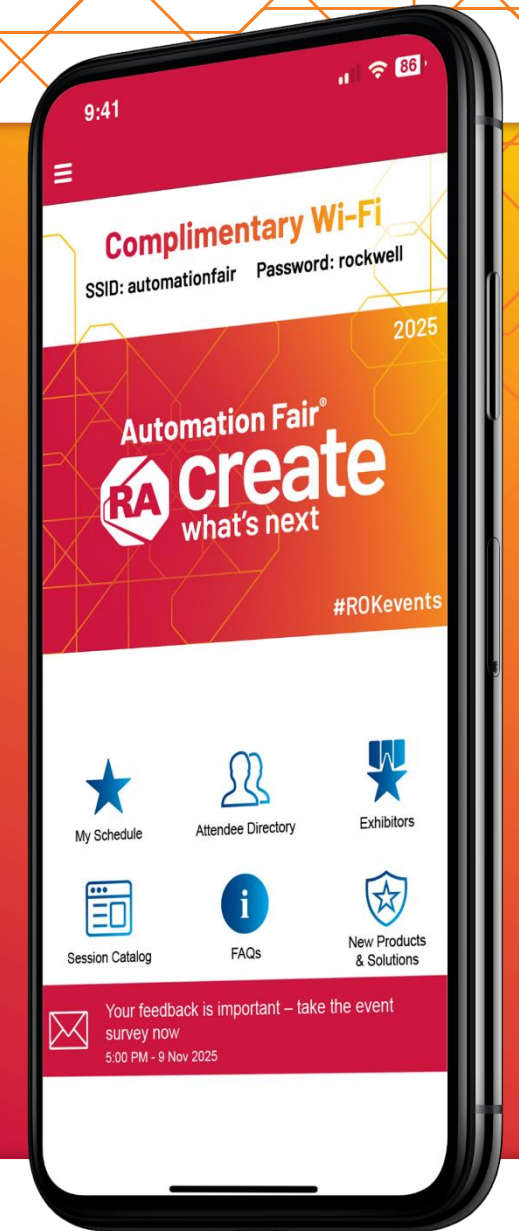 9:41
86
Complimentary Wi-Fi
SSID: automationfair Password: rockwell
2025
Automation Fair®
RA create
what's next
#ROKevents
My Schedule
Attendee Directory
Exhibitors
Session Catalog
FAQs
New Products
& Solutions
Your feedback is important – take the event
survey now
5:00 PM - 9 Nov 2025